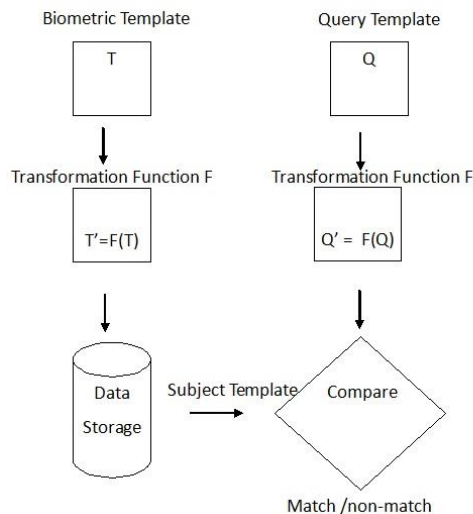 Biometric Template
Query Template
T
Q
Transformation Function F
Transformation Function F
T’=F(T)
Q’ = F(Q)
Data
Storage
Subject Template
Compare
Match /non-match